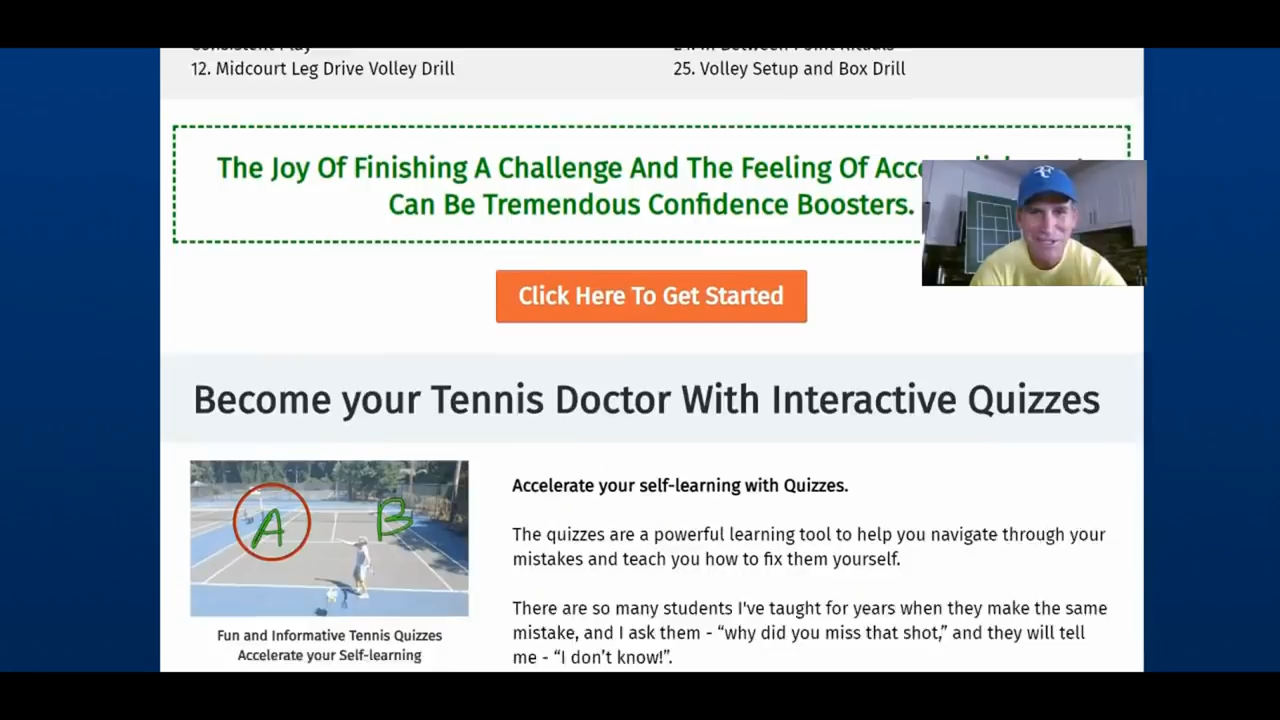 12. Midcourt Leg Drive Volley Drill
25. Volley Setup and Box Drill
The Joy Of Finishing A Challenge And The Feeling Of
Can Be Tremendous Confidence Boosters.
Click Here To Get Started
Become your Tennis Doctor With Interactive Quizzes
A B
Fun and Informative Tennis Quizzes
Accelerate your Self-learning
Accelerate your self-learning with Quizzes.
The quizzes are a powerful learning tool to help you navigate through your
mistakes and teach you how to fix them yourself.
There are so many students I've taught for years when they make the same
mistake, and I ask them - “why did you miss that shot,” and they will tell
me - “I don’t know!”.